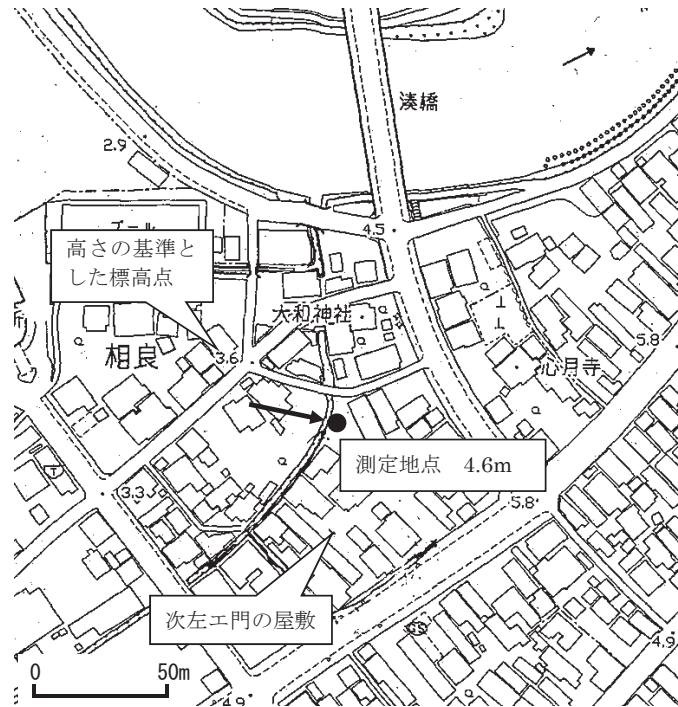 湊橋
2.9
プール
4.5
高さの基準と
した標高点
大和神社
5.8
相良
3.6
心月寺
測定地点 4.6m
3.3
5.8
次左エ門の屋敷
4.9
0 50m
4.9